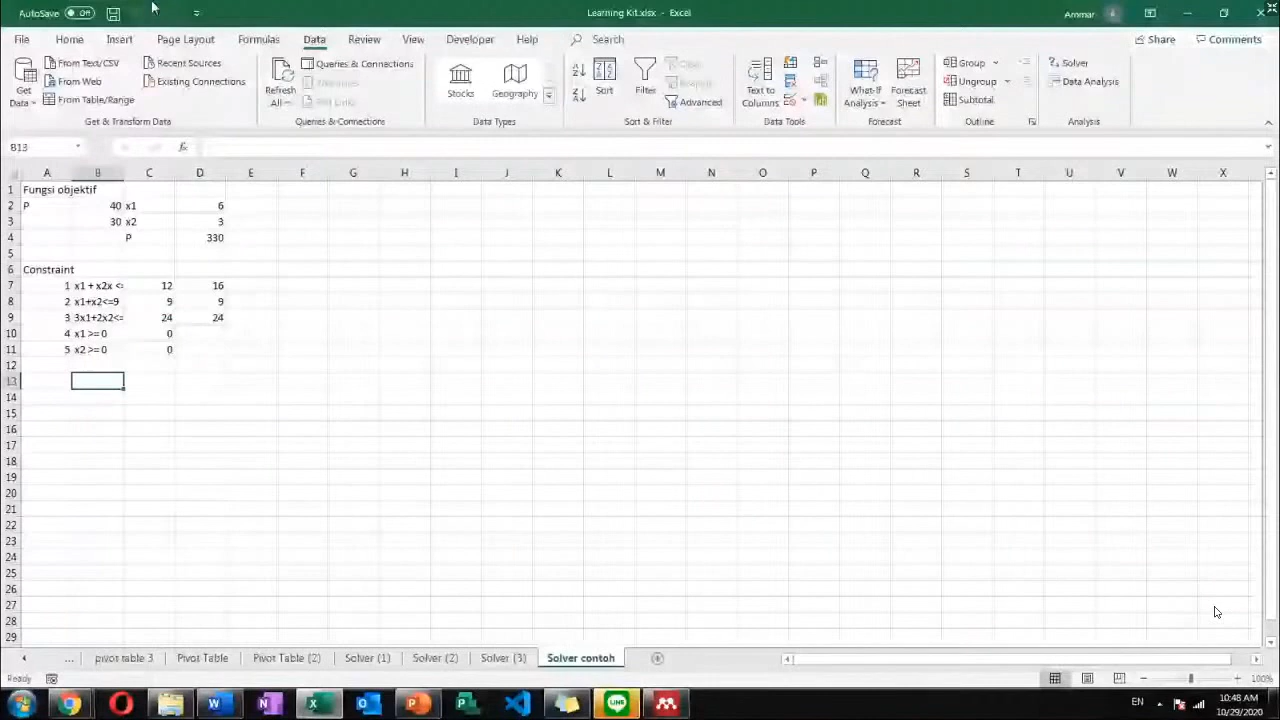 AutoSave Off Learning Kit.xlsx - Excel Ammar A
File Home Insert Page Layout Formulas Data Review View Developer Help Search Share Comments
Get Data
From Text/CSV
From Web
From Table/Range
Recent Sources
Existing Connections
Get & Transform Data
Refresh All
Queries & Connections
Properties
Edit Links
Queries & Connections
Stocks
Geography
Data Types
Sort
Filter
Clear
Reapply
Advanced
Sort & Filter
Text to Columns
Data Tools
What-If Analysis
Forecast Sheet
Forecast
Group
Ungroup
Subtotal
Outline
Solver
Data Analysis
Analysis
B13 fx
A B C D E F G H I J K L M N O P Q R S T U V W X
1 Fungsi objektif
2 P 40 x1 6
3 30 x2 3
4 P 330
5
6 Constraint
7 1 x1 + x2x <= 12 16
8 2 x1+x2<=9 9 9
9 3 3x1+2x2<= 24 24
10 4 x1 >= 0 0
11 5 x2 >= 0 0
12
13
14
15
16
17
18
19
20
21
22
23
24
25
26
27
28
29
... pivot table 3 Pivot Table Pivot Table (2) Solver (1) Solver (2) Solver (3) Solver contoh
Ready 100%
EN 10:48 AM
10/29/2020